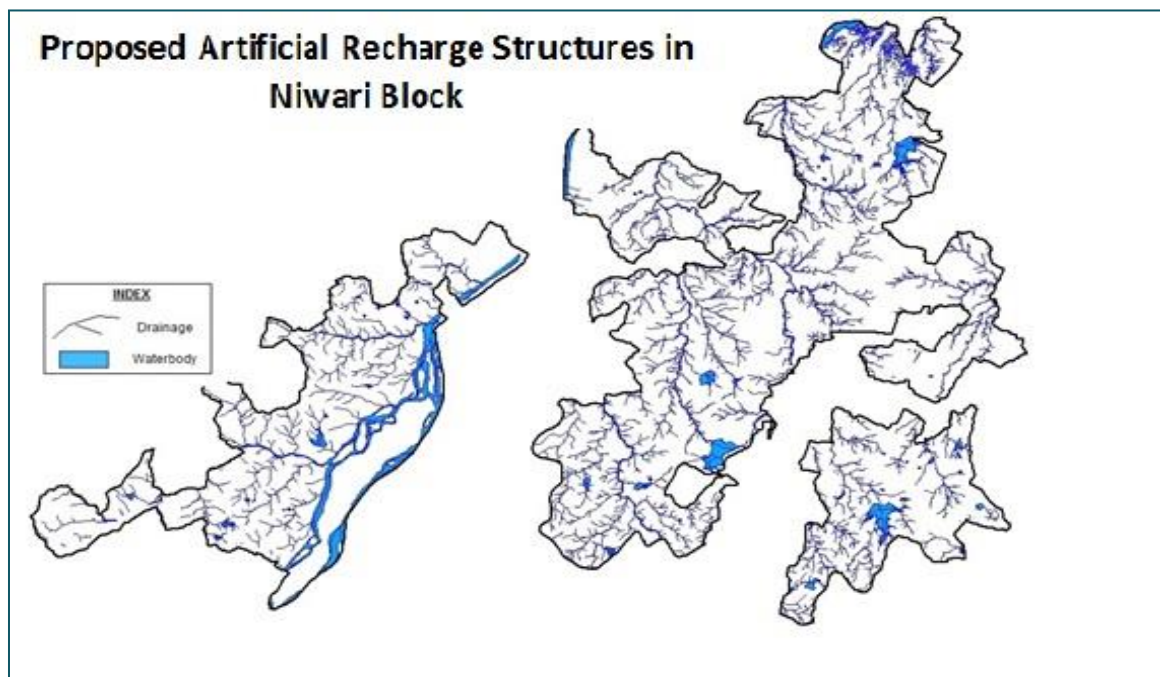 Proposed Artificial Recharge Structures in
Niwari Block
INDEX
Drainage
Waterbody